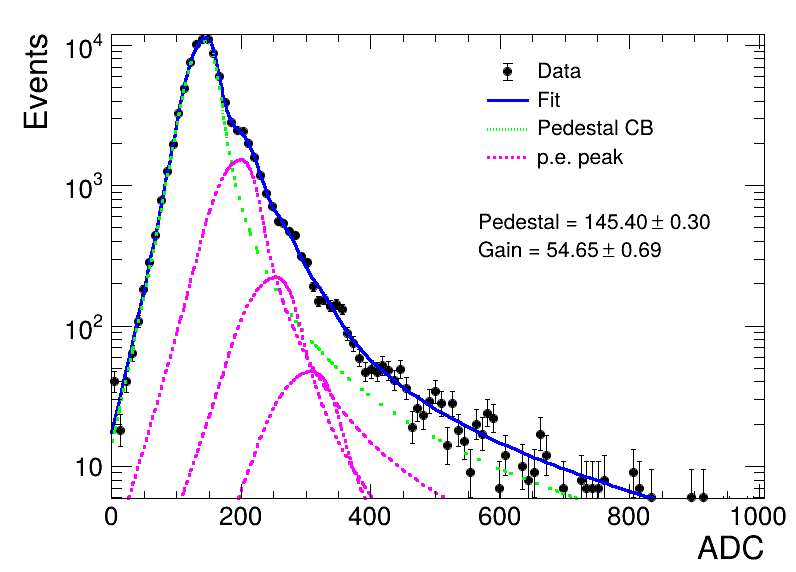 Events
10^4
10^3
10^2
10
Data
Fit
Pedestal CB
p.e. peak
Pedestal = 145.40 ± 0.30
Gain = 54.65 ± 0.69
0 200 400 600 800 1000
ADC